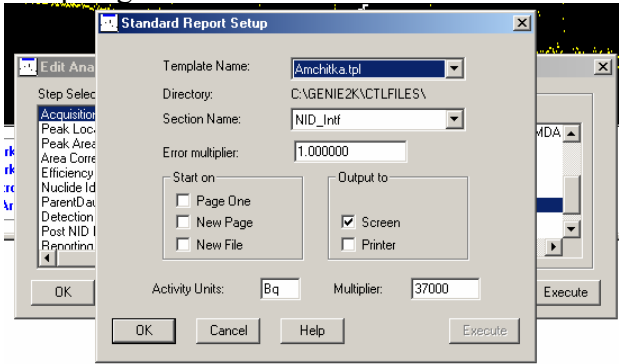 Standard Report Setup
Edit Ana
Template Name: Amchitka.tpl
Step Selec
Directory: C:\GENIE2K\CTLFILES\
Acquisition
Section Name: NID_Intf
Peak Loca
MDA
Peak Area
Error multiplier: 1.000000
Area Corre
Efficiency
Start on
Output to
Nuclide Id
Page One
ParentDau
New Page
Screen
Detection
New File
Printer
Post NID I
Reporting
Activity Units: Bq
Multiplier: 37000
OK
Execute
OK
Cancel
Help
Execute